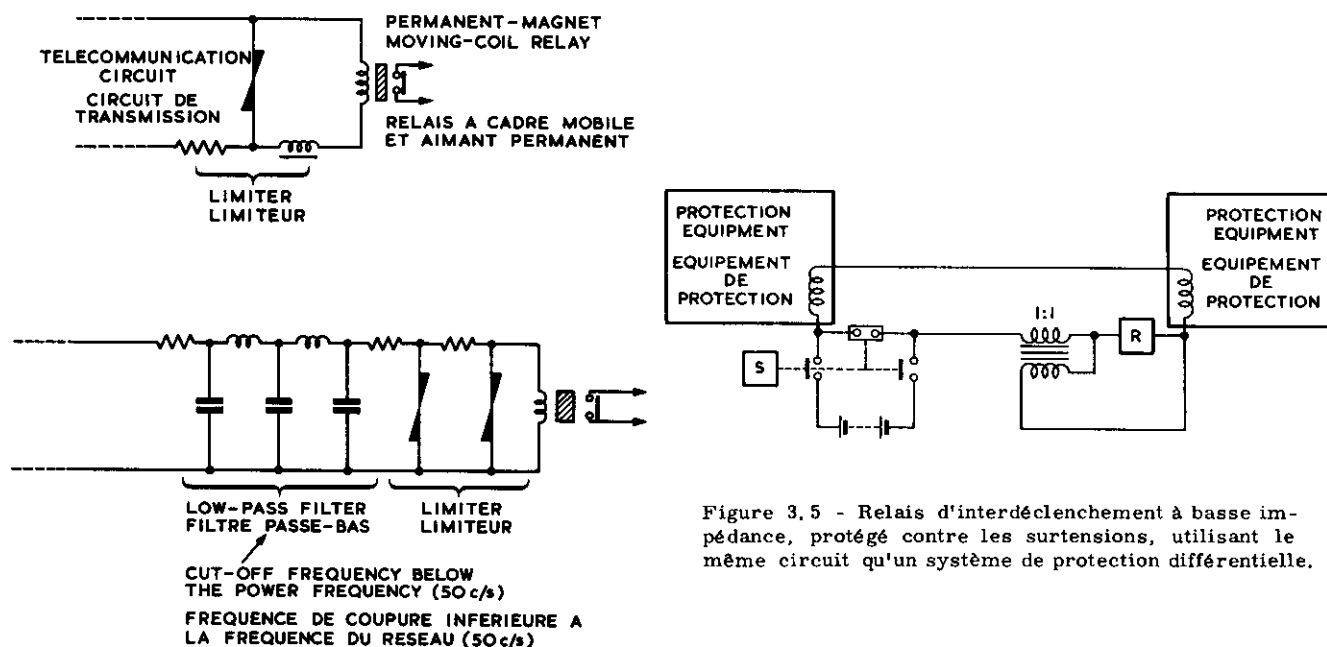 PERMANENT-MAGNET
MOVING-COIL RELAY
TELECOMMUNICATION
CIRCUIT
CIRCUIT DE
TRANSMISSION
RELAIS A CADRE MOBILE
ET AIMANT PERMANENT
LIMITER
LIMITEUR
PROTECTION
EQUIPMENT
EQUIPEMENT
DE
PROTECTION
PROTECTION
EQUIPMENT
EQUIPEMENT
DE
PROTECTION
1:1
R
S
LOW-PASS FILTER
FILTRE PASSE-BAS
LIMITER
LIMITEUR
CUT-OFF FREQUENCY BELOW
THE POWER FREQUENCY (50 c/s)
FREQUENCE DE COUPURE INFERIEURE A
LA FREQUENCE DU RESEAU (50 c/s)
Figure 3.5 - Relais d'interdéclenchement à basse im-
pédance, protégé contre les surtensions, utilisant le
même circuit qu'un système de protection différentielle.